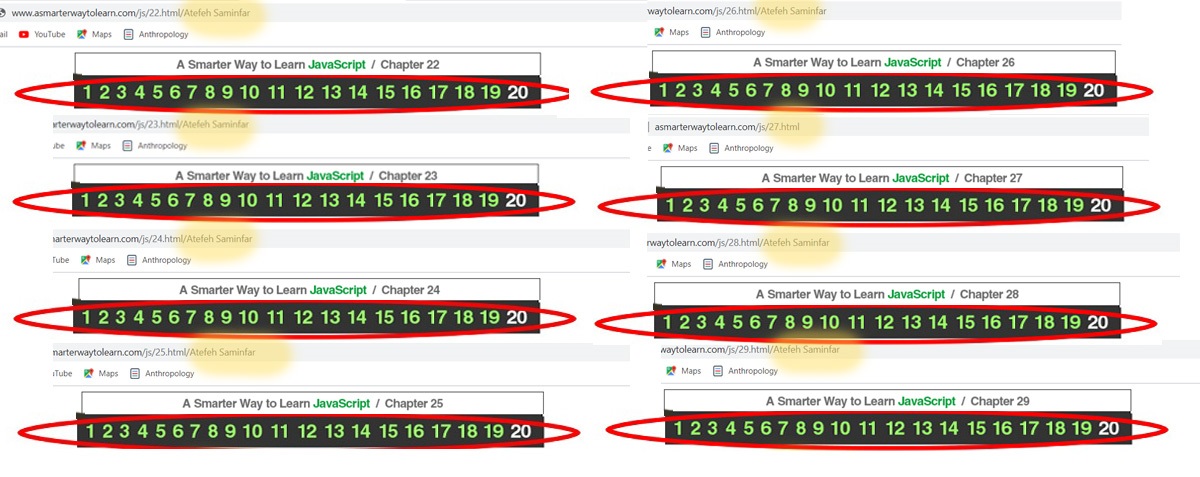 www.asmarterwaytolearn.com/js/22.html/Atefeh Saminfar
ail YouTube Maps Anthropology
A Smarter Way to Learn JavaScript / Chapter 22
1 2 3 4 5 6 7 8 9 10 11 12 13 14 15 16 17 18 19 20
arterwaytolearn.com/js/23.html/Atefeh Saminfar
ube Maps Anthropology
A Smarter Way to Learn JavaScript / Chapter 23
1 2 3 4 5 6 7 8 9 10 11 12 13 14 15 16 17 18 19 20
arterwaytolearn.com/js/24.html/Atefeh Saminfar
Tube Maps Anthropology
A Smarter Way to Learn JavaScript / Chapter 24
1 2 3 4 5 6 7 8 9 10 11 12 13 14 15 16 17 18 19 20
marterwaytolearn.com/js/25.html/Atefeh Saminfar
uTube Maps Anthropology
A Smarter Way to Learn JavaScript / Chapter 25
1 2 3 4 5 6 7 8 9 10 11 12 13 14 15 16 17 18 19 20
waytolearn.com/js/26.html/Atefeh Saminfar
Maps Anthropology
A Smarter Way to Learn JavaScript / Chapter 26
1 2 3 4 5 6 7 8 9 10 11 12 13 14 15 16 17 18 19 20
asmarterwaytolearn.com/js/27.html
e Maps Anthropology
A Smarter Way to Learn JavaScript / Chapter 27
1 2 3 4 5 6 7 8 9 10 11 12 13 14 15 16 17 18 19 20
rwaytolearn.com/js/28.html/Atefeh Saminfar
Maps Anthropology
A Smarter Way to Learn JavaScript / Chapter 28
1 2 3 4 5 6 7 8 9 10 11 12 13 14 15 16 17 18 19 20
waytolearn.com/js/29.html/Atefeh Saminfar
Maps Anthropology
A Smarter Way to Learn JavaScript / Chapter 29
1 2 3 4 5 6 7 8 9 10 11 12 13 14 15 16 17 18 19 20